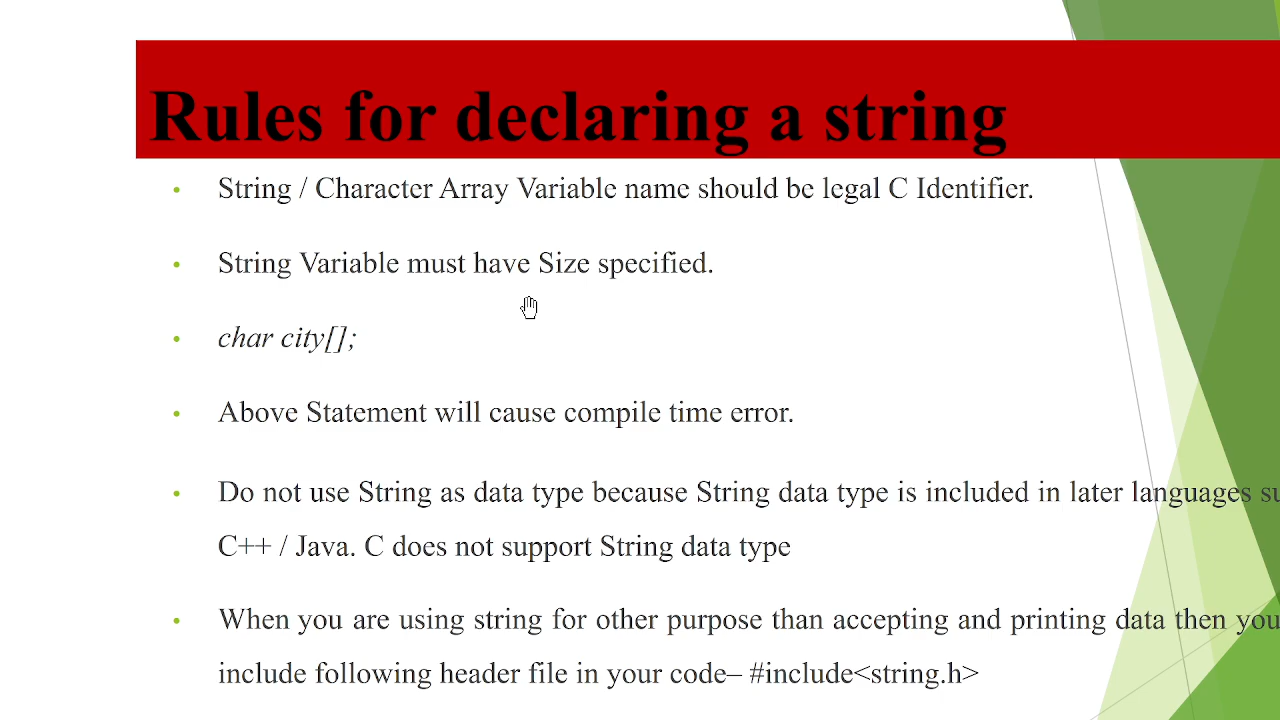 Rules for declaring a string
• String / Character Array Variable name should be legal C Identifier.
• String Variable must have Size specified.
• char city[];
• Above Statement will cause compile time error.
• Do not use String as data type because String data type is included in later languages
C++ / Java. C does not support String data type
• When you are using string for other purpose than accepting and printing data then you
include following header file in your code– #include<string.h>